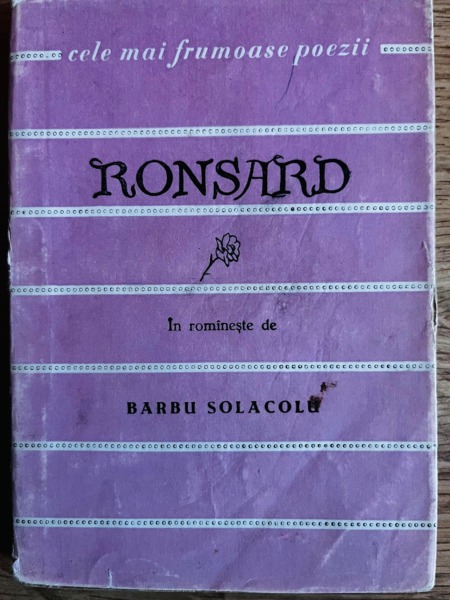 cele mai frumoase poezii
RONSARD
În romînește de
BARBU SOLACOLU